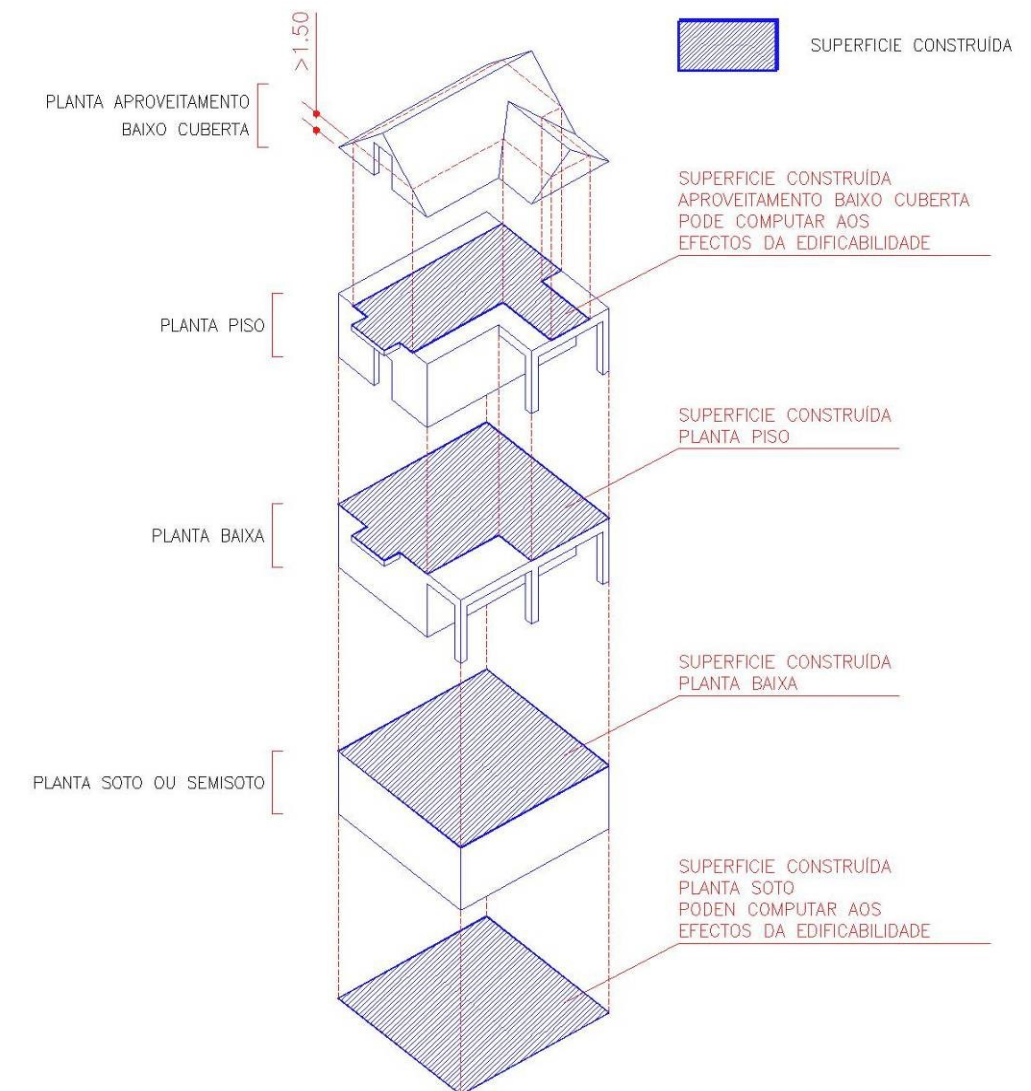 >1.50
SUPERFICIE CONSTRUÍDA
PLANTA APROVEITAMENTO
BAIXO CUBERTA
SUPERFICIE CONSTRUÍDA
APROVEITAMENTO BAIXO CUBERTA
PODE COMPUTAR AOS
EFECTOS DA EDIFICABILIDADE
PLANTA PISO
SUPERFICIE CONSTRUÍDA
PLANTA PISO
PLANTA BAIXA
SUPERFICIE CONSTRUÍDA
PLANTA BAIXA
PLANTA SOTO OU SEMISOTO
SUPERFICIE CONSTRUÍDA
PLANTA SOTO
PODEN COMPUTAR AOS
EFECTOS DA EDIFICABILIDADE